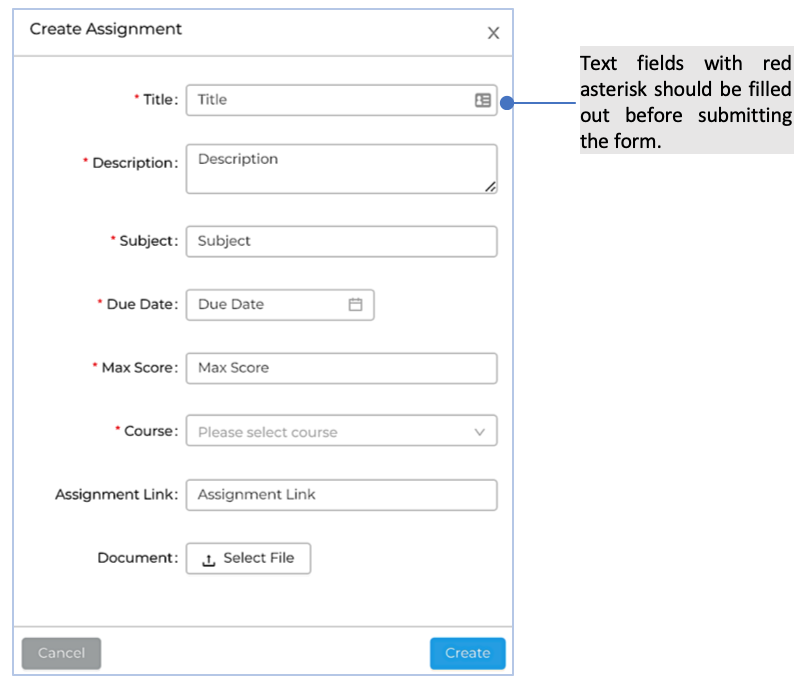 Create Assignment
X
* Title: Title
* Description: Description
* Subject: Subject
* Due Date: Due Date
* Max Score: Max Score
* Course: Please select course
Assignment Link: Assignment Link
Document: Select File
Cancel Create
Text fields with red
asterisk should be filled
out before submitting
the form.